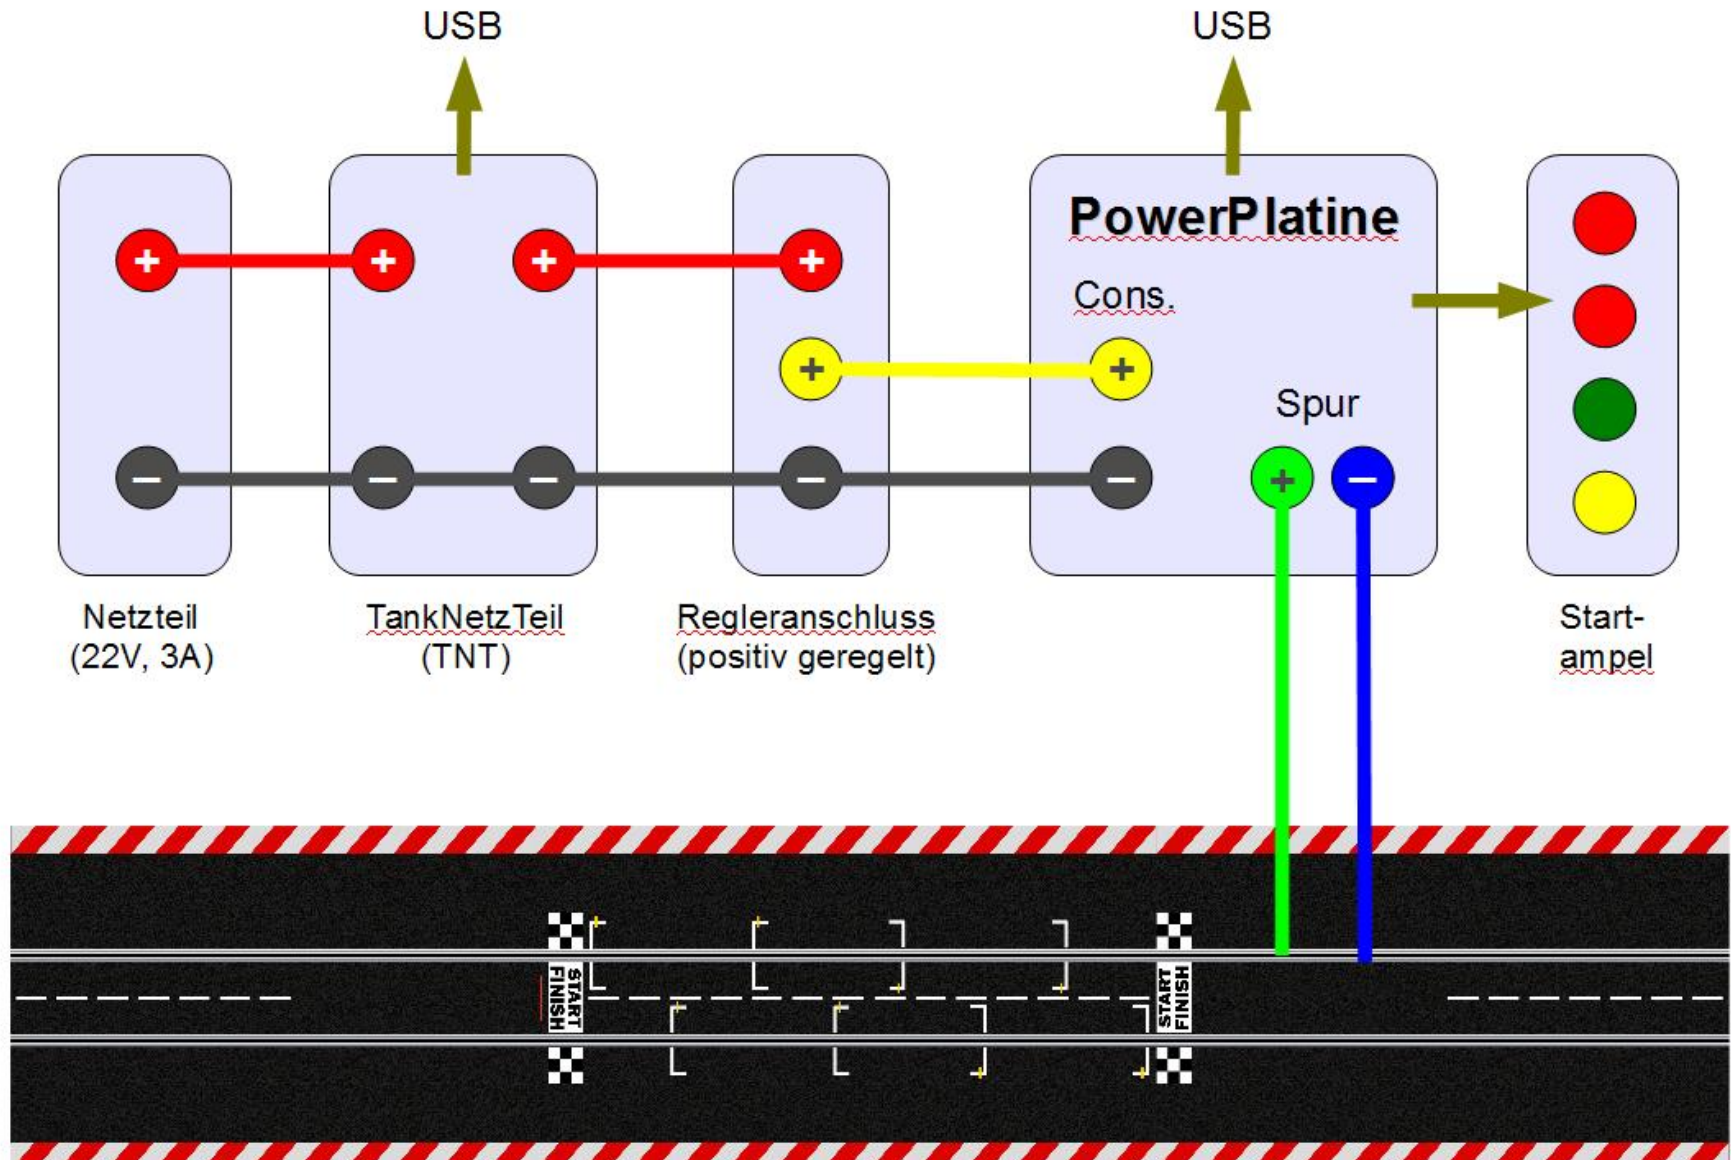 USB
USB
PowerPlatine
Cons.
Spur
+
+
+
+
+
+
−
−
−
−
−
+
−
Netzteil
(22V, 3A)
TankNetzTeil
(TNT)
Regleranschluss
(positiv geregelt)
Start-
ampel
START
FINISH
START
FINISH